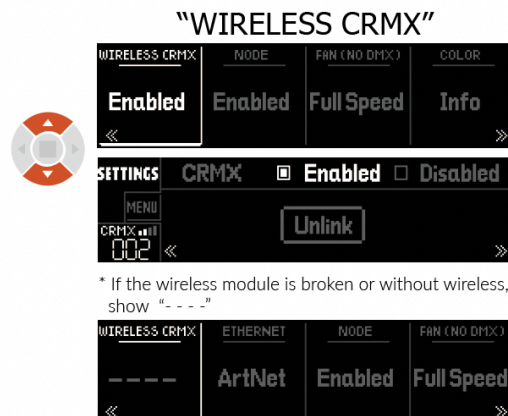 “WIRELESS CRMX”
WIRELESS CRMX NODE FAN (NO DMX) COLOR
Enabled Enabled Full Speed Info
« »
SETTINGS CRMX Enabled Disabled
MENU
Unlink
CRMX
002 « »
* If the wireless module is broken or without wireless,
show “- - - -”
WIRELESS CRMX ETHERNET NODE FAN (NO DMX)
---- ArtNet Enabled Full Speed
« »